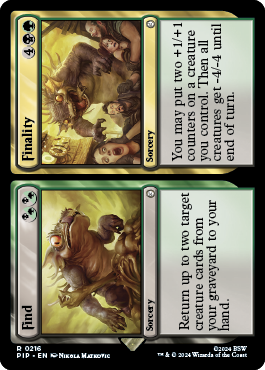 Finality
4
Sorcery
You may put two +1/+1
counters on a creature
you control. Then all
creatures get -4/-4 until
end of turn.
Find
Sorcery
Return up to two target
creature cards from
your graveyard to your
hand.
R 0216
PIP • EN Nikola Matkovic
©2024 BSW
™ & © 2024 Wizards of the Coast